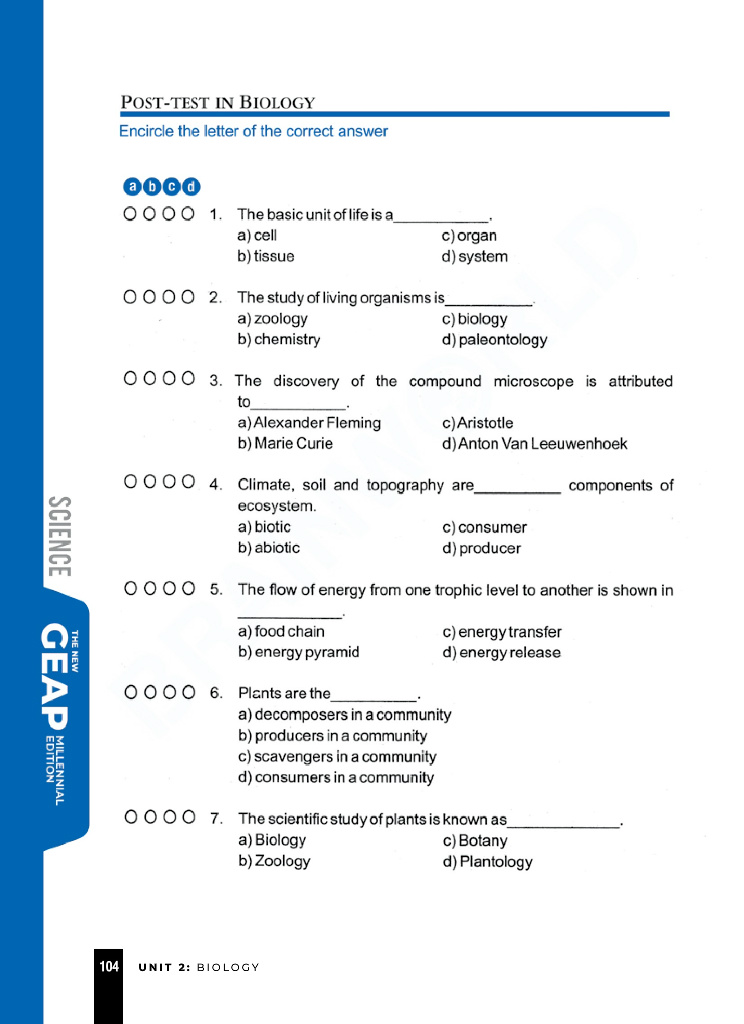 POST-TEST IN BIOLOGY
Encircle the letter of the correct answer
a b c d
1. The basic unit of life is a___________.
a) cell c) organ
b) tissue d) system
2. The study of living organisms is__________.
a) zoology c) biology
b) chemistry d) paleontology
3. The discovery of the compound microscope is attributed
to___________.
a) Alexander Fleming c) Aristotle
b) Marie Curie d) Anton Van Leeuwenhoek
4. Climate, soil and topography are__________ components of
ecosystem.
a) biotic c) consumer
b) abiotic d) producer
5. The flow of energy from one trophic level to another is shown in
____________.
a) food chain c) energy transfer
b) energy pyramid d) energy release
6. Plants are the__________.
a) decomposers in a community
b) producers in a community
c) scavengers in a community
d) consumers in a community
7. The scientific study of plants is known as_____________.
a) Biology c) Botany
b) Zoology d) Plantology
SCIENCE
THE NEW
GEAP
MILLENNIAL
EDITION
104 UNIT 2: BIOLOGY